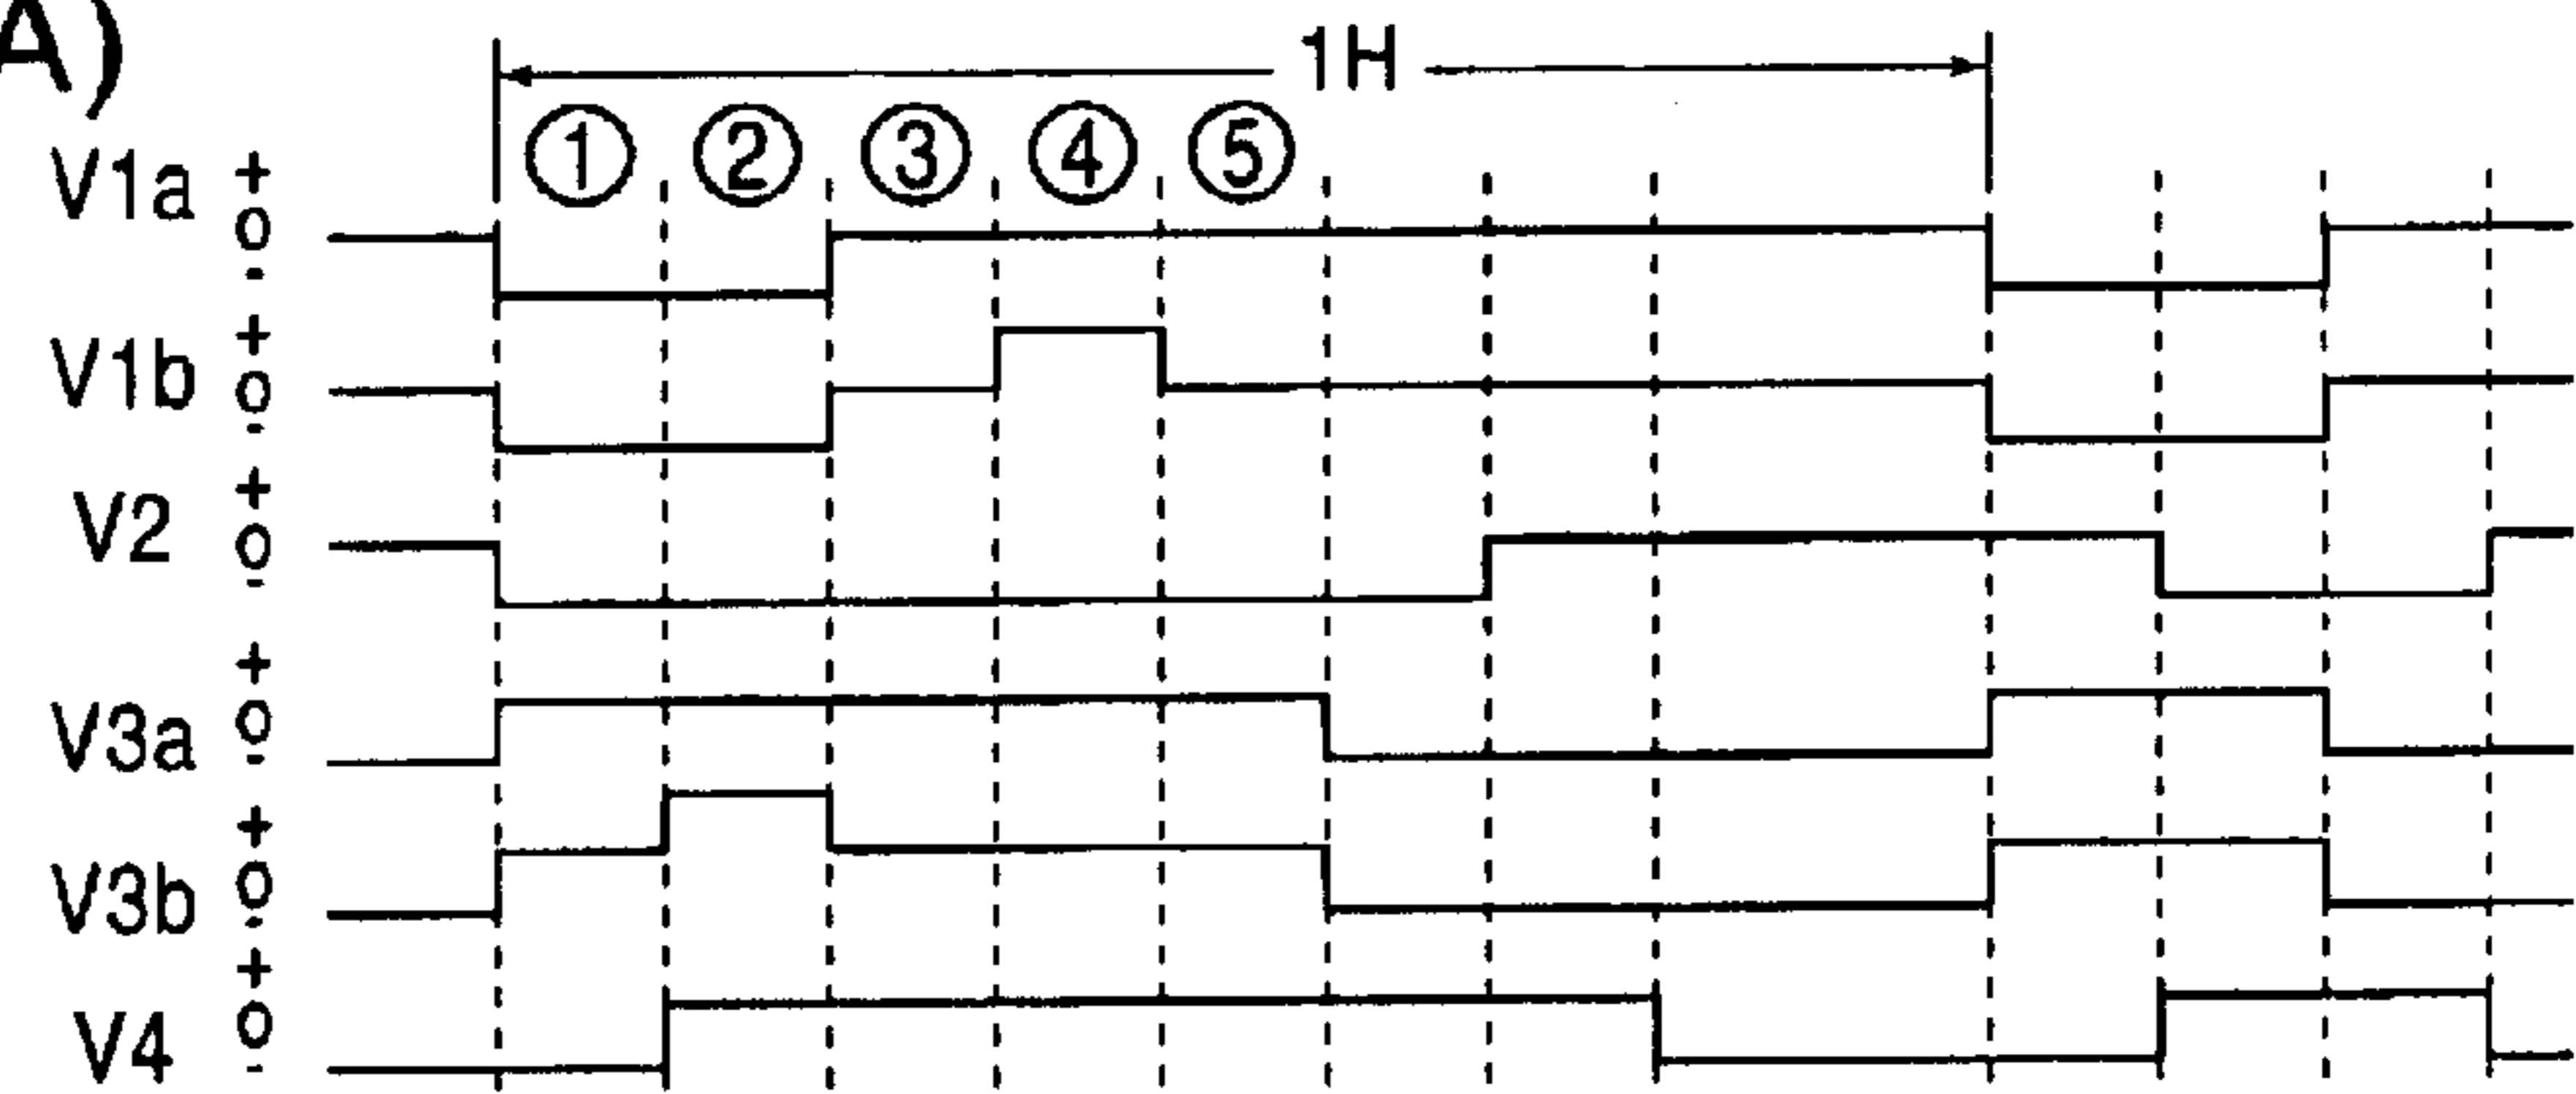 A)
1H
① ② ③ ④ ⑤
V1a + 0 -
V1b + 0 -
V2 + 0 -
V3a + 0 -
V3b + 0 -
V4 + 0 -